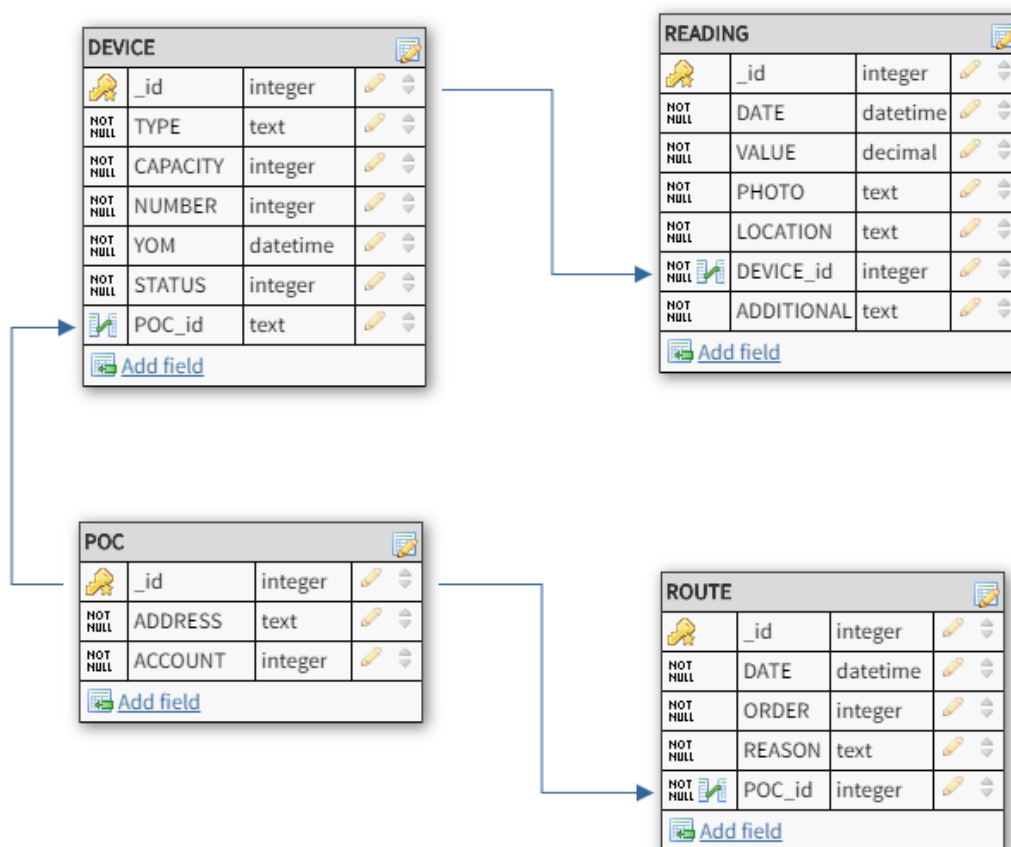 DEVICE
_id integer
NOT NULL TYPE text
NOT NULL CAPACITY integer
NOT NULL NUMBER integer
NOT NULL YOM datetime
NOT NULL STATUS integer
POC_id text
Add field
READING
_id integer
NOT NULL DATE datetime
NOT NULL VALUE decimal
NOT NULL PHOTO text
NOT NULL LOCATION text
NOT NULL DEVICE_id integer
NOT NULL ADDITIONAL text
Add field
POC
_id integer
NOT NULL ADDRESS text
NOT NULL ACCOUNT integer
Add field
ROUTE
_id integer
NOT NULL DATE datetime
NOT NULL ORDER integer
NOT NULL REASON text
NOT NULL POC_id integer
Add field